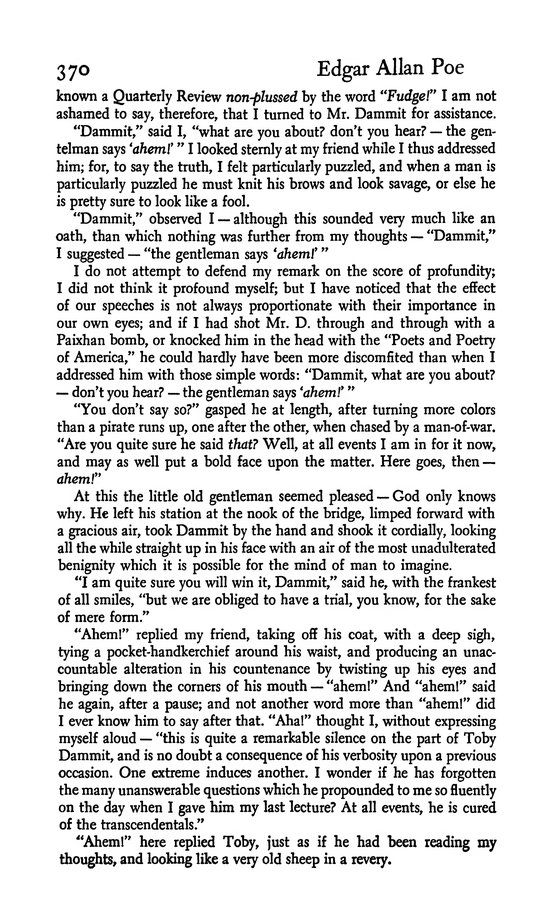 370 Edgar Allan Poe
known a Quarterly Review non-plussed by the word “Fudge!” I am not
ashamed to say, therefore, that I turned to Mr. Dammit for assistance.
“Dammit,” said I, “what are you about? don’t you hear? — the gen-
telman says ‘ahem!’ ” I looked sternly at my friend while I thus addressed
him; for, to say the truth, I felt particularly puzzled, and when a man is
particularly puzzled he must knit his brows and look savage, or else he
is pretty sure to look like a fool.
“Dammit,” observed I — although this sounded very much like an
oath, than which nothing was further from my thoughts — “Dammit,”
I suggested — “the gentleman says ‘ahem!’ ”
I do not attempt to defend my remark on the score of profundity;
I did not think it profound myself; but I have noticed that the effect
of our speeches is not always proportionate with their importance in
our own eyes; and if I had shot Mr. D. through and through with a
Paixhan bomb, or knocked him in the head with the “Poets and Poetry
of America,” he could hardly have been more discomfited than when I
addressed him with those simple words: “Dammit, what are you about?
— don’t you hear? — the gentleman says ‘ahem!’ ”
“You don’t say so?” gasped he at length, after turning more colors
than a pirate runs up, one after the other, when chased by a man-of-war.
“Are you quite sure he said that? Well, at all events I am in for it now,
and may as well put a bold face upon the matter. Here goes, then —
ahem!”
At this the little old gentleman seemed pleased — God only knows
why. He left his station at the nook of the bridge, limped forward with
a gracious air, took Dammit by the hand and shook it cordially, looking
all the while straight up in his face with an air of the most unadulterated
benignity which it is possible for the mind of man to imagine.
“I am quite sure you will win it, Dammit,” said he, with the frankest
of all smiles, “but we are obliged to have a trial, you know, for the sake
of mere form.”
“Ahem!” replied my friend, taking off his coat, with a deep sigh,
tying a pocket-handkerchief around his waist, and producing an unac-
countable alteration in his countenance by twisting up his eyes and
bringing down the corners of his mouth — “ahem!” And “ahem!” said
he again, after a pause; and not another word more than “ahem!” did
I ever know him to say after that. “Aha!” thought I, without expressing
myself aloud — “this is quite a remarkable silence on the part of Toby
Dammit, and is no doubt a consequence of his verbosity upon a previous
occasion. One extreme induces another. I wonder if he has forgotten
the many unanswerable questions which he propounded to me so fluently
on the day when I gave him my last lecture? At all events, he is cured
of the transcendentals.”
“Ahem!” here replied Toby, just as if he had been reading my
thoughts, and looking like a very old sheep in a revery.